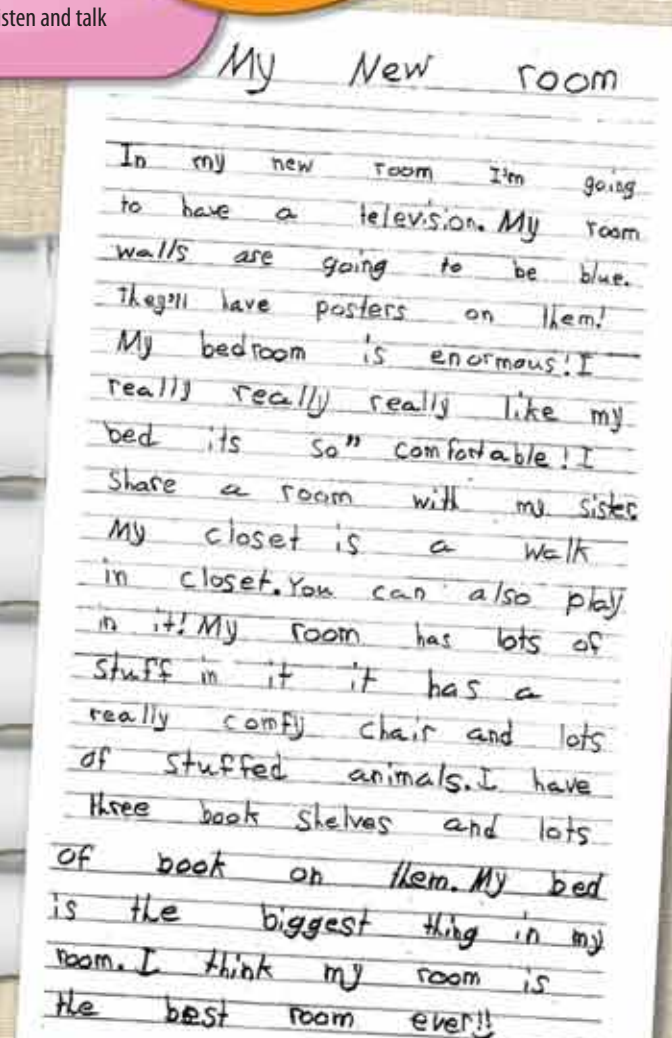 sten and talk
My New room
In my new room I'm going
to have a television. My room
walls are going to be blue.
They'll have posters on them!
My bedroom is enormous! I
really really really like my
bed its so" comfortable! I
Share a room with my sister.
My closet is a walk
in closet. You can also play
in it! My room has lots of
stuff in it it has a
really comfy chair and lots
of stuffed animals. I have
three book shelves and lots
of book on them. My bed
is the biggest thing in my
room. I think my room is
the best room ever!!